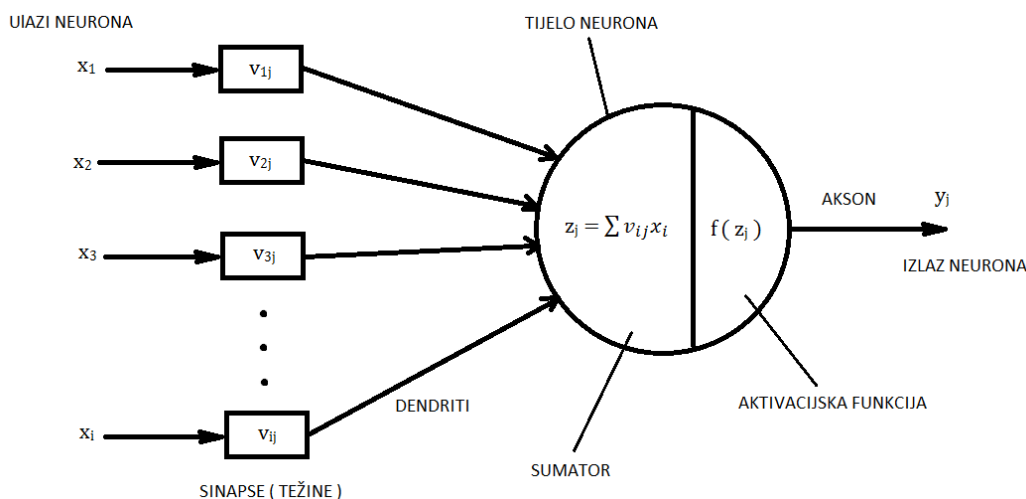 UlAZI NEURONA
TIJELO NEURONA
x1
v1j
x2
v2j
x3
v3j
xi
vij
SINAPSE ( TEŽINE )
DENDRITI
zj = ∑ vijxi
f ( zj )
SUMATOR
AKTIVACIJSKA FUNKCIJA
AKSON
yj
IZLAZ NEURONA